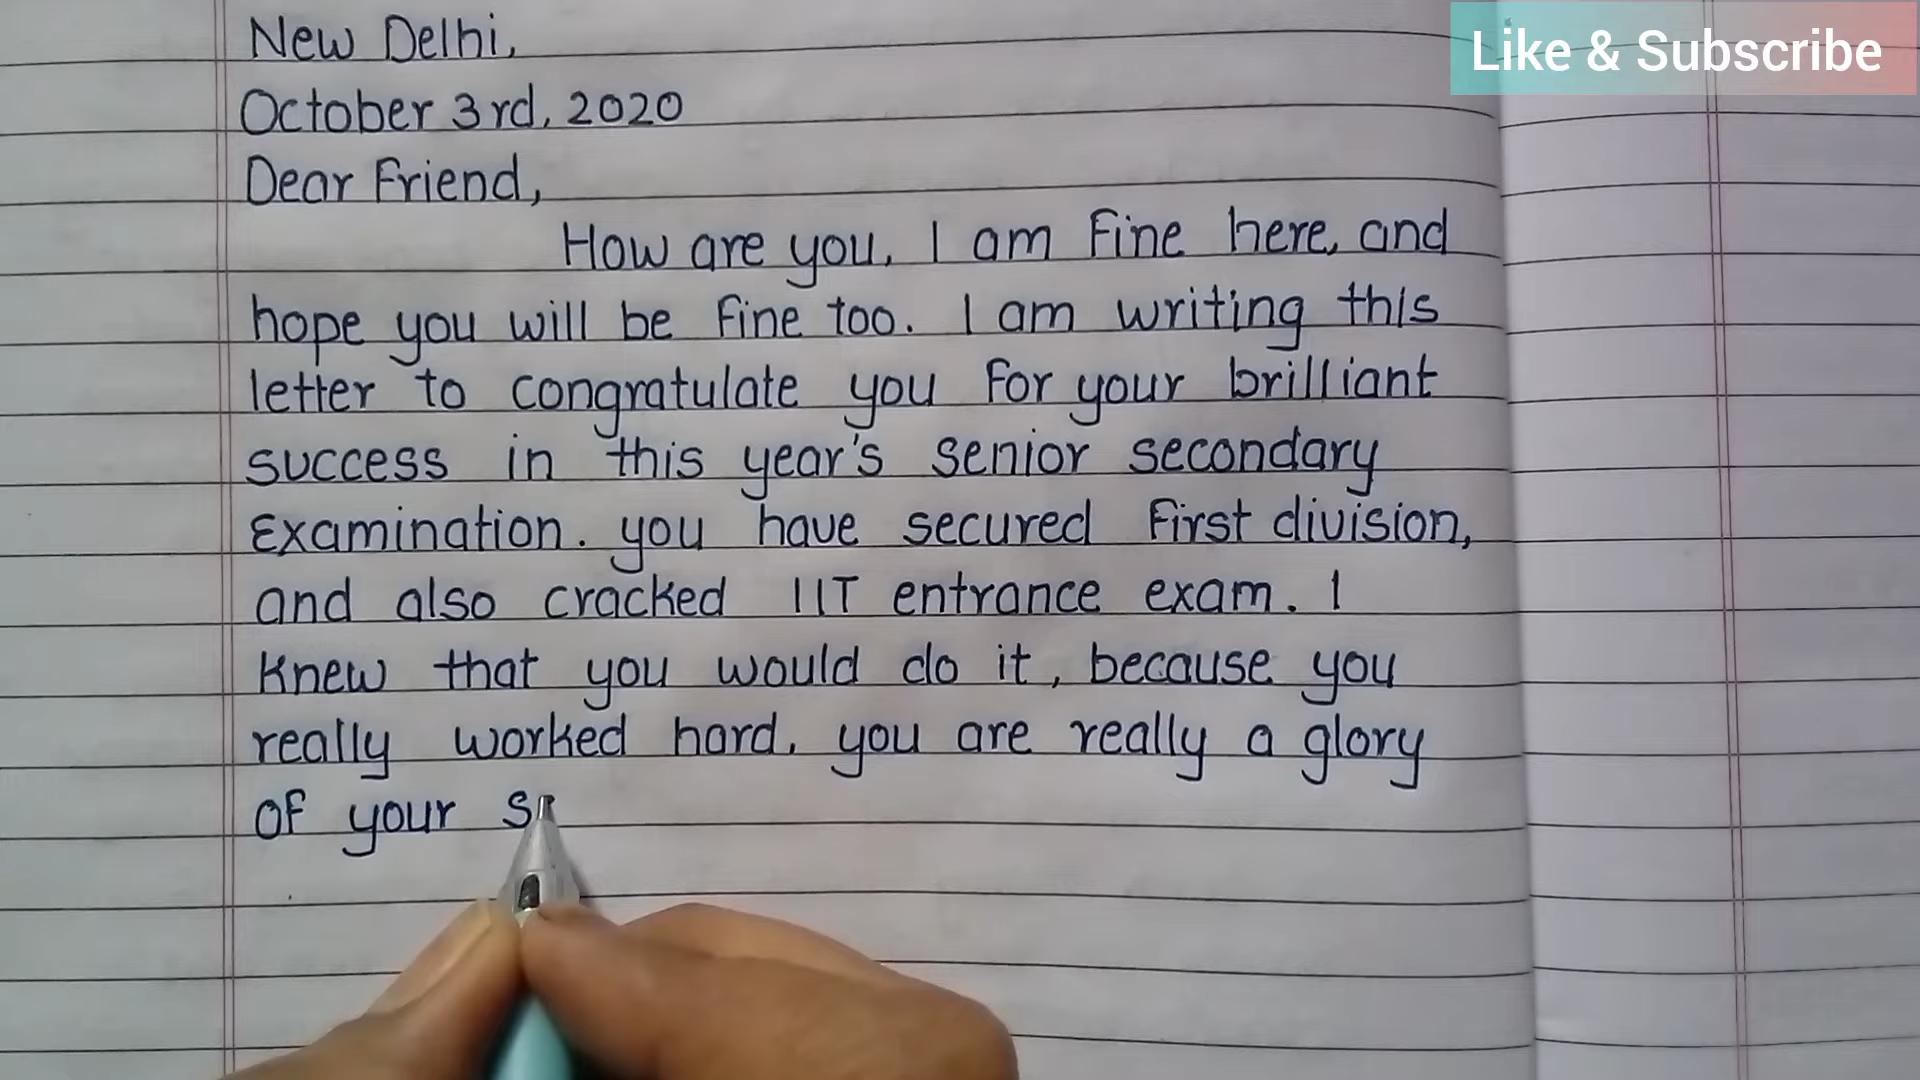 New Delhi,
Like & Subscribe
October 3rd, 2020
Dear Friend,
How are you, I am fine here, and
hope you will be fine too. I am writing this
letter to congratulate you for your brilliant
success in this year's senior secondary
Examination. you have secured first division,
and also cracked IIT entrance exam. I
Knew that you would do it, because you
really worked hard, you are really a glory
of your